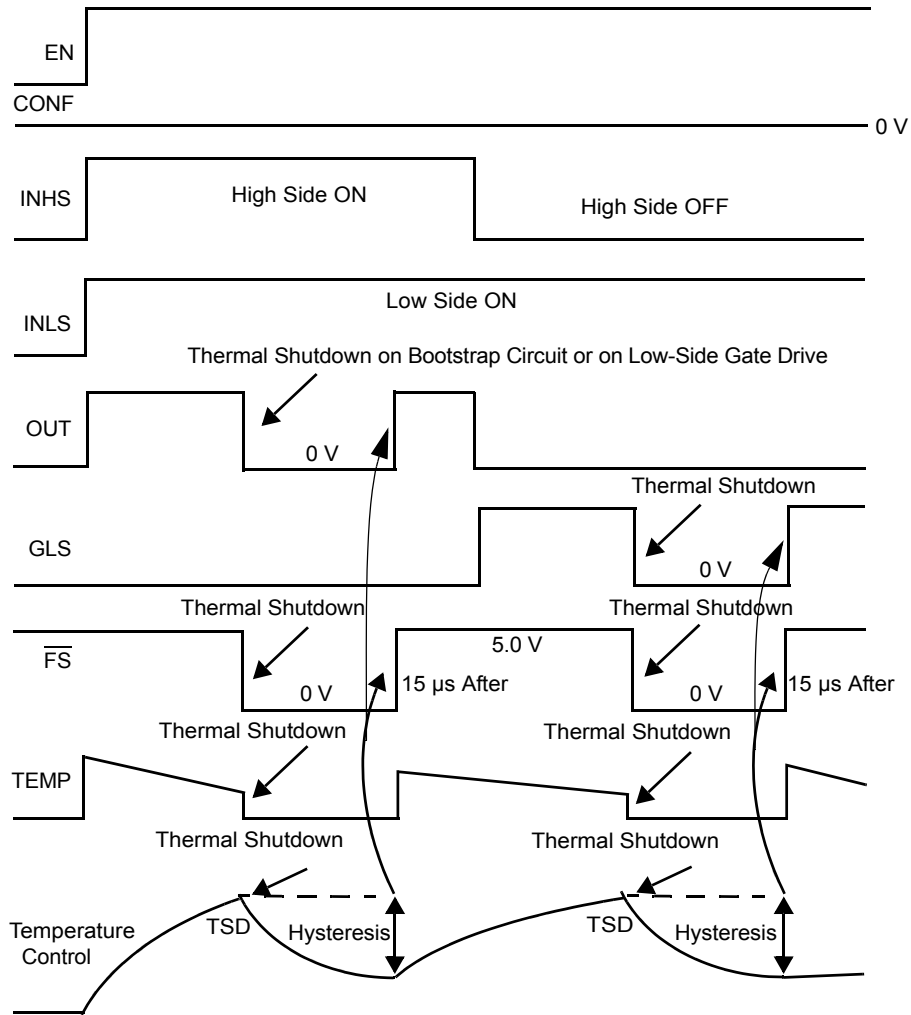 EN
CONF
0 V
INHS
High Side ON
High Side OFF
INLS
Low Side ON
Thermal Shutdown on Bootstrap Circuit or on Low-Side Gate Drive
OUT
0 V
Thermal Shutdown
GLS
0 V
Thermal Shutdown
Thermal Shutdown
FS
5.0 V
0 V
15 µs After
0 V
15 µs After
Thermal Shutdown
Thermal Shutdown
TEMP
Thermal Shutdown
Thermal Shutdown
Temperature
Control
TSD
Hysteresis
TSD
Hysteresis